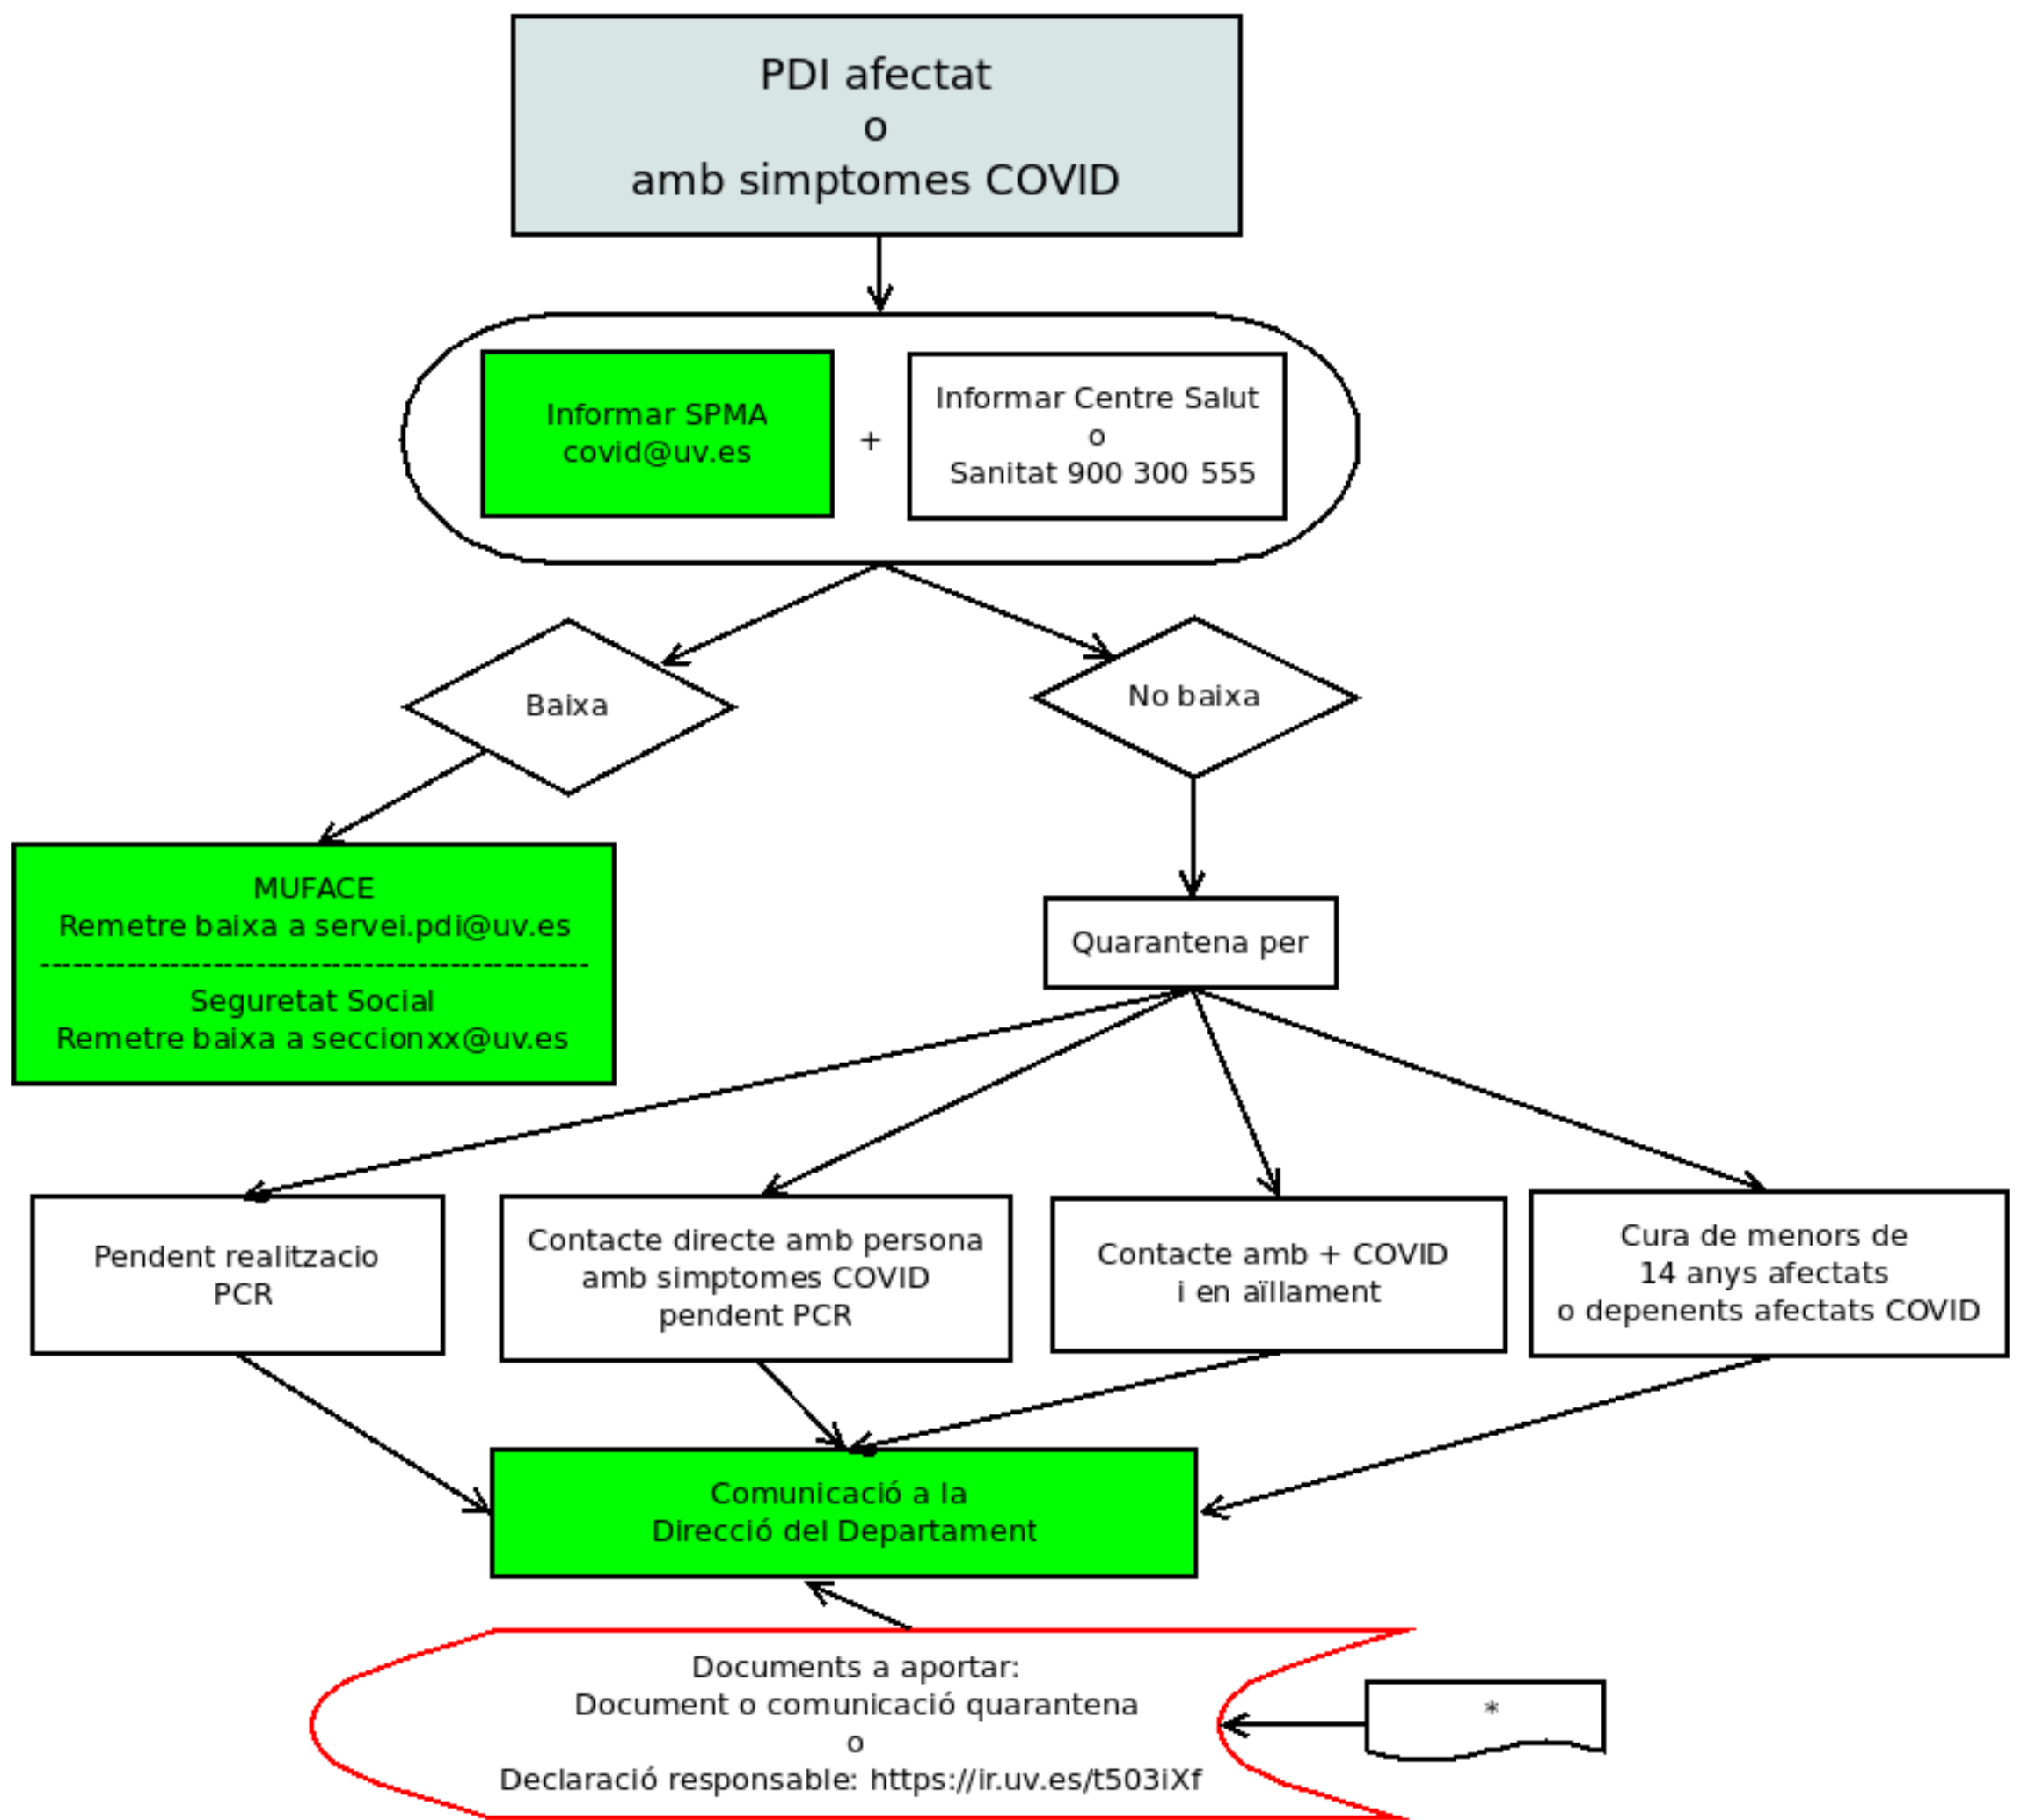 PDI afectat
o
amb simptomes COVID
Informar SPMA
covid@uv.es
+
Informar Centre Salut
o
Sanitat 900 300 555
Baixa
No baixa
MUFACE
Remetre baixa a servei.pdi@uv.es
--------------------------------------------------
Seguretat Social
Remetre baixa a seccionxx@uv.es
Quarantena per
Pendent realitzacio
PCR
Contacte directe amb persona
amb simptomes COVID
pendent PCR
Contacte amb + COVID
i en aïllament
Cura de menors de
14 anys afectats
o depenents afectats COVID
Comunicació a la
Direcció del Departament
Documents a aportar:
Document o comunicació quarantena
o
Declaració responsable: https://ir.uv.es/t503iXf
*